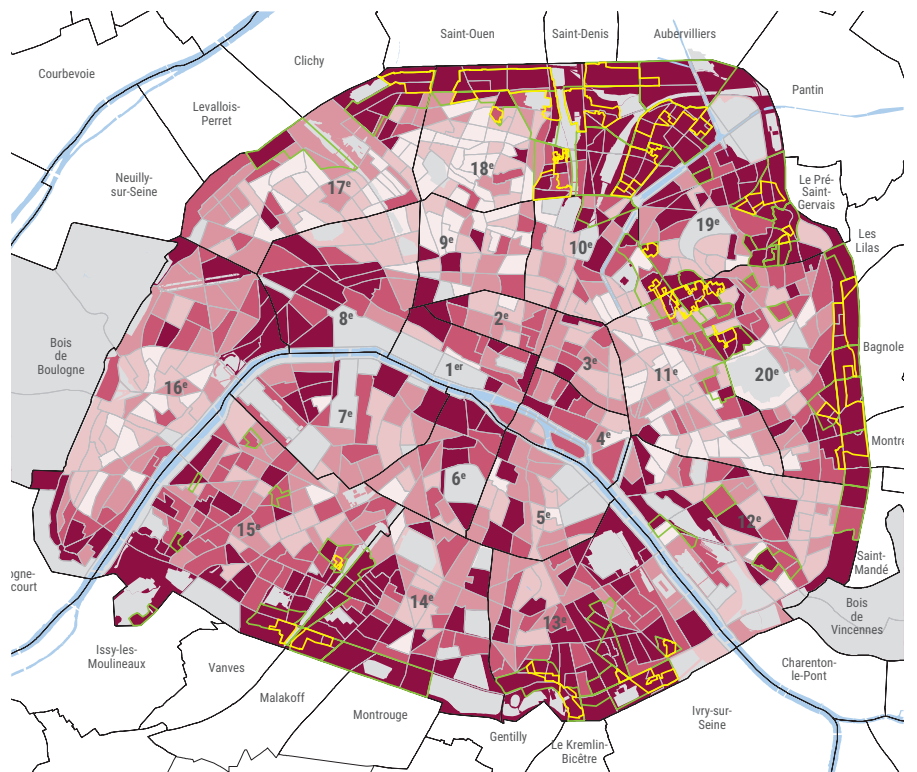 Saint-Ouen
Saint-Denis
Aubervilliers
Clichy
Courbevoie
Pantin
Levallois-
Perret
Neuilly-
sur-Seine
Le Pré-
Saint-
Gervais
18e
17e
19e
Les
Lilas
9e
10e
8e
2e
Bois
de
Boulogne
Bagnole
3e
1er
11e
20e
16e
7e
4e
Montre
6e
5e
12e
15e
Saint-
Mandé
ogne-
court
14e
13e
Bois
de
Vincennes
Issy-les-
Moulineaux
Vanves
Charenton-
le-Pont
Malakoff
Montrouge
Ivry-sur-
Seine
Gentilly
Le Kremlin-
Bicêtre